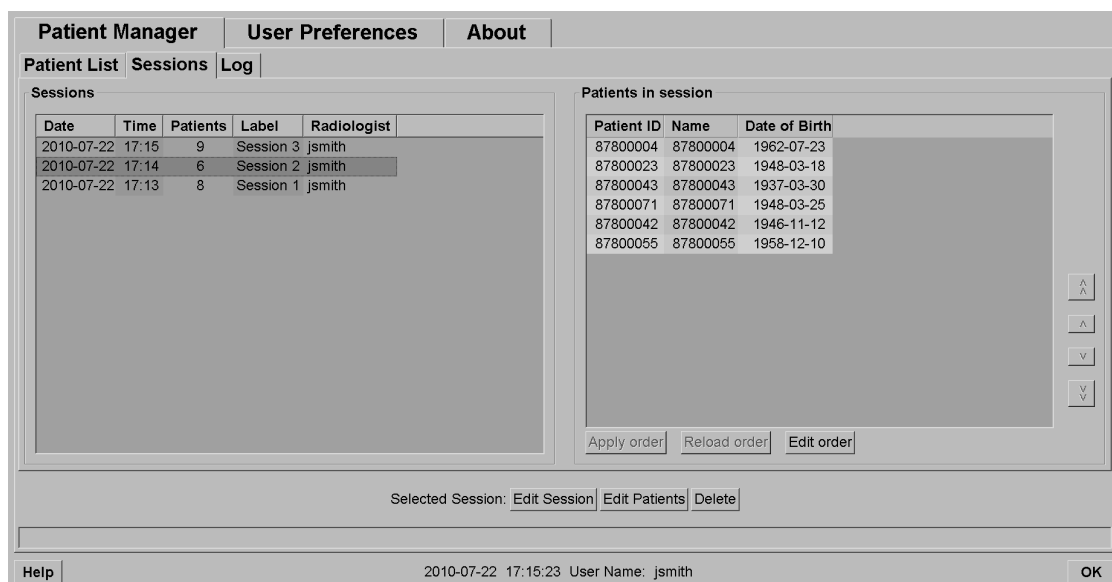 Patient Manager User Preferences About
Patient List Sessions Log
Sessions
Date Time Patients Label Radiologist
2010-07-22 17:15 9 Session 3 jsmith
2010-07-22 17:14 6 Session 2 jsmith
2010-07-22 17:13 8 Session 1 jsmith
Patients in session
Patient ID Name Date of Birth
87800004 87800004 1962-07-23
87800023 87800023 1948-03-18
87800043 87800043 1937-03-30
87800071 87800071 1948-03-25
87800042 87800042 1946-11-12
87800055 87800055 1958-12-10
Apply order Reload order Edit order
Selected Session: Edit Session Edit Patients Delete
Help 2010-07-22 17:15:23 User Name: jsmith OK